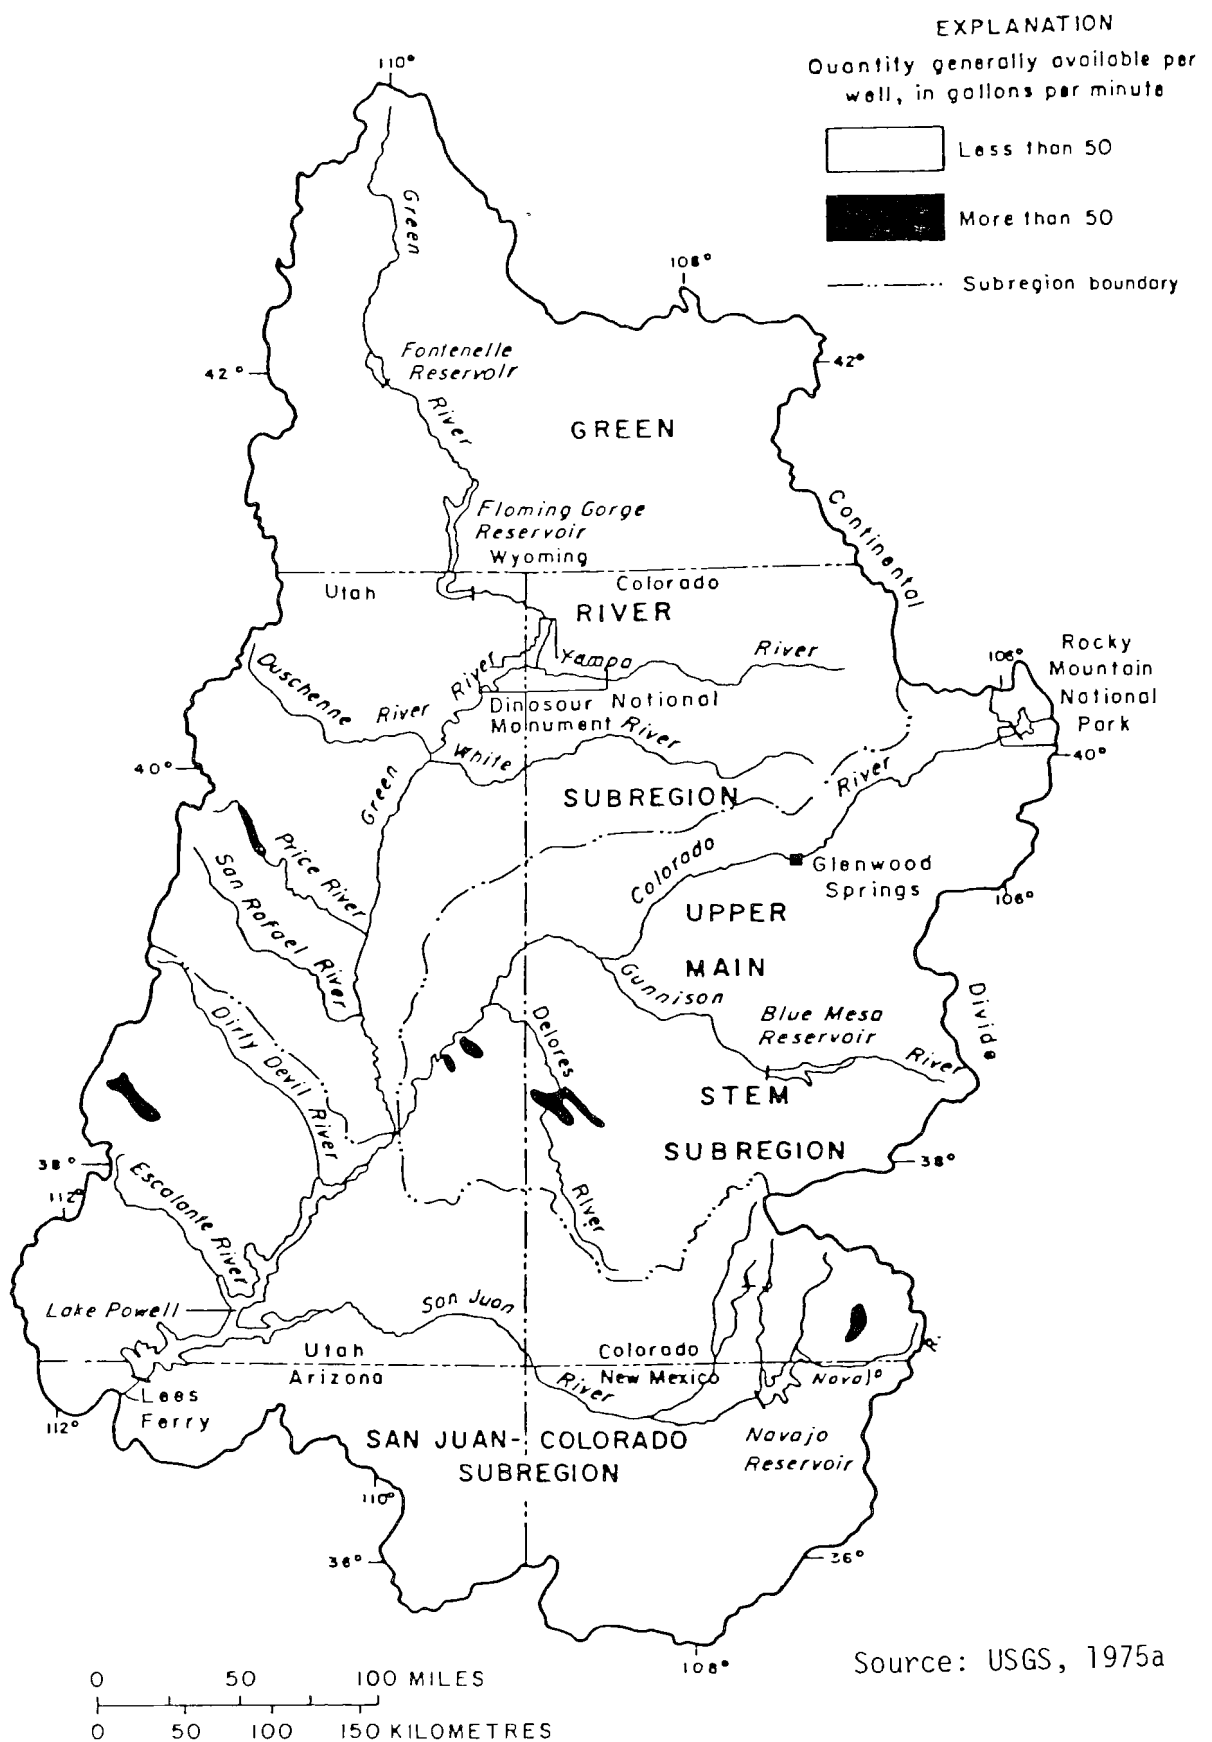 EXPLANATION
Quantity generally available per
well, in gallons per minute
Less than 50
More than 50
Subregion boundary
110°
Green
108°
42°
42°
Fontenelle
Reservoir
River
GREEN
Flaming Gorge
Reservoir
Wyoming
Continental
Utah
Colorado
RIVER
Rocky
Mountain
National
Park
106°
Duschenne
River
River
Yampa
River
Dinosaur National
Monument
River
White
40°
40°
Green
SUBREGION
River
Price River
San Rafael River
Colorado
Glenwood
Springs
106°
UPPER
MAIN
Gunnison
Divide
Dirty Devil River
Delores
Blue Mesa
Reservoir
River
STEM
SUBREGION
38°
38°
112°
Escalante River
River
Lake Powell
San Juan
Utah
Arizona
Colorado
New Mexico
R.
Navajo
Lees
Ferry
River
112°
SAN JUAN-COLORADO
SUBREGION
Navajo
Reservoir
110°
36°
36°
108°
Source: USGS, 1975a
0 50 100 MILES
0 50 100 150 KILOMETRES